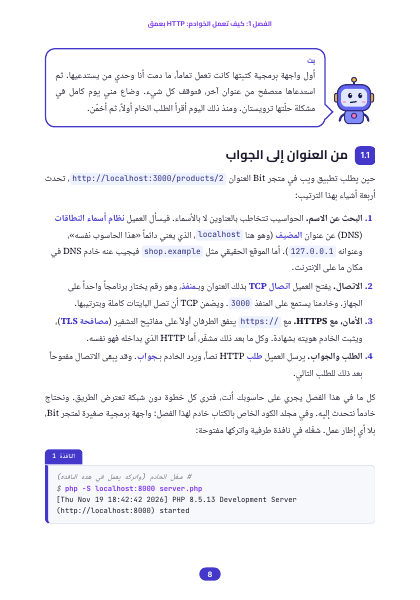 الفصل 1: كيف تعمل الخوادم: HTTP بعمق
بت
أول واجهة برمجية كتبتها كانت تعمل تماماً، ما دمت أنا وحدي من يستدعيها. ثم
استدعاها متصفح من عنوان آخر، فتوقف كل شيء. وضاع مني يوم كامل في
مشكلة حلّتها ترويستان. ومنذ ذلك اليوم أقرأ الطلب الخام أولاً، ثم أخمّن.
1.1 من العنوان إلى الجواب
حين يطلب تطبيق ويب في متجر Bit العنوان http://localhost:3000/products/2، تحدث
أربعة أشياء بهذا الترتيب:
1. البحث عن الاسم. الحواسيب تتخاطب بالعناوين لا بالأسماء. فيسأل العميل نظام أسماء النطاقات
(DNS) عن عنوان المضيف (وهو هنا localhost، الذي يعني دائماً «هذا الحاسوب نفسه»،
وعنوانه 127.0.0.1). أما الموقع الحقيقي مثل shop.example فيجيب عنه خادم DNS في
مكان ما على الإنترنت.
2. الاتصال. يفتح العميل اتصال TCP بذلك العنوان وبـمنفذ، وهو رقم يختار برنامجاً واحداً على
الجهاز. وخادمنا يستمع على المنفذ 3000. ويضمن TCP أن تصل البايتات كاملة وبترتيبها.
3. الأمان، مع HTTPS. مع https:// يتفق الطرفان أولاً على مفاتيح التشفير (مصافحة TLS)،
ويثبت الخادم هويته بشهادة. وكل ما بعد ذلك مشفّر، أما HTTP الذي بداخله فهو نفسه.
4. الطلب والجواب. يرسل العميل طلب HTTP نصاً، ويرد الخادم بـجواب. وقد يبقى الاتصال مفتوحاً
بعد ذلك للطلب التالي.
كل ما في هذا الفصل يجري على حاسوبك أنت، فترى كل خطوة دون شبكة تعترض الطريق. ونحتاج
خادماً نتحدث إليه. وفي مجلد الكود الخاص بالكتاب خادم لهذا الفصل: واجهة برمجية صغيرة لمتجر Bit،
بلا أي إطار عمل. شغّله في نافذة طرفية واتركها مفتوحة:
النافذة 1
# شغّل الخادم (واتركه يعمل في هذه النافذة)
$ php -S localhost:8000 server.php
[Thu Nov 19 18:42:42 2026] PHP 8.5.13 Development Server
(http://localhost:8000) started
8